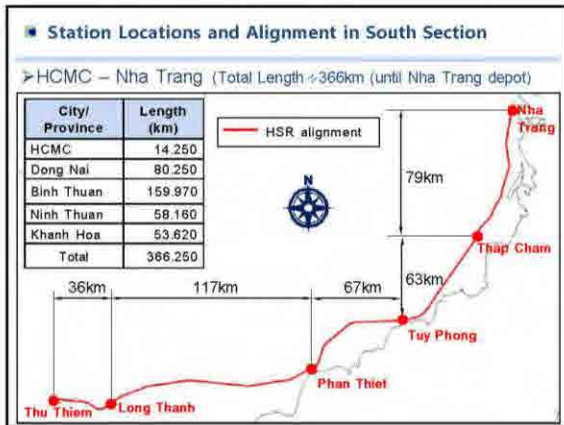 Station Locations and Alignment in South Section
➢HCMC – Nha Trang (Total Length ÷366km (until Nha Trang depot)
City/ Province Length (km)
HCMC 14.250
Dong Nai 80.250
Binh Thuan 159.970
Ninh Thuan 58.160
Khanh Hoa 53.620
Total 366.250
HSR alignment
N
Nha
Trang
79km
Thap Cham
63km
36km
117km
67km
Tuy Phong
Phan Thiet
Thu Thiem
Long Thanh